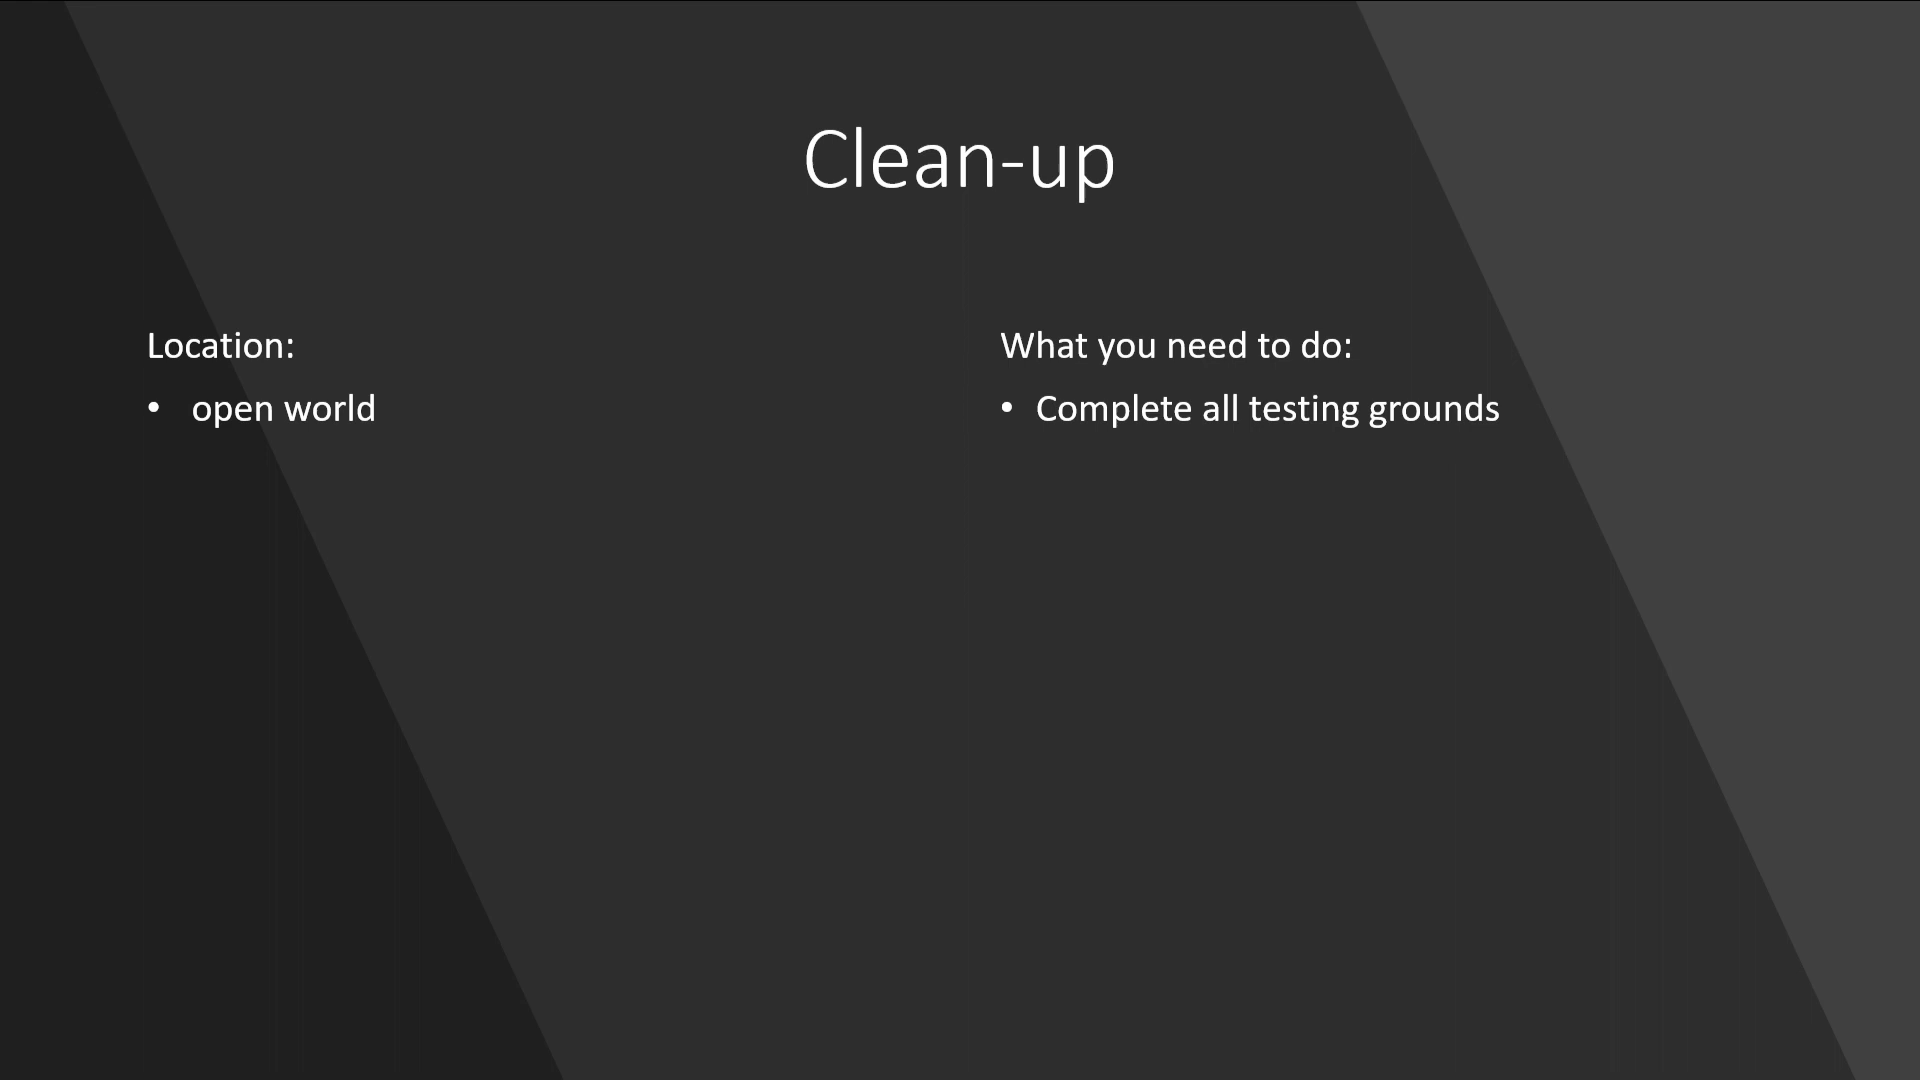 Clean-up
Location:
• open world
What you need to do:
• Complete all testing grounds